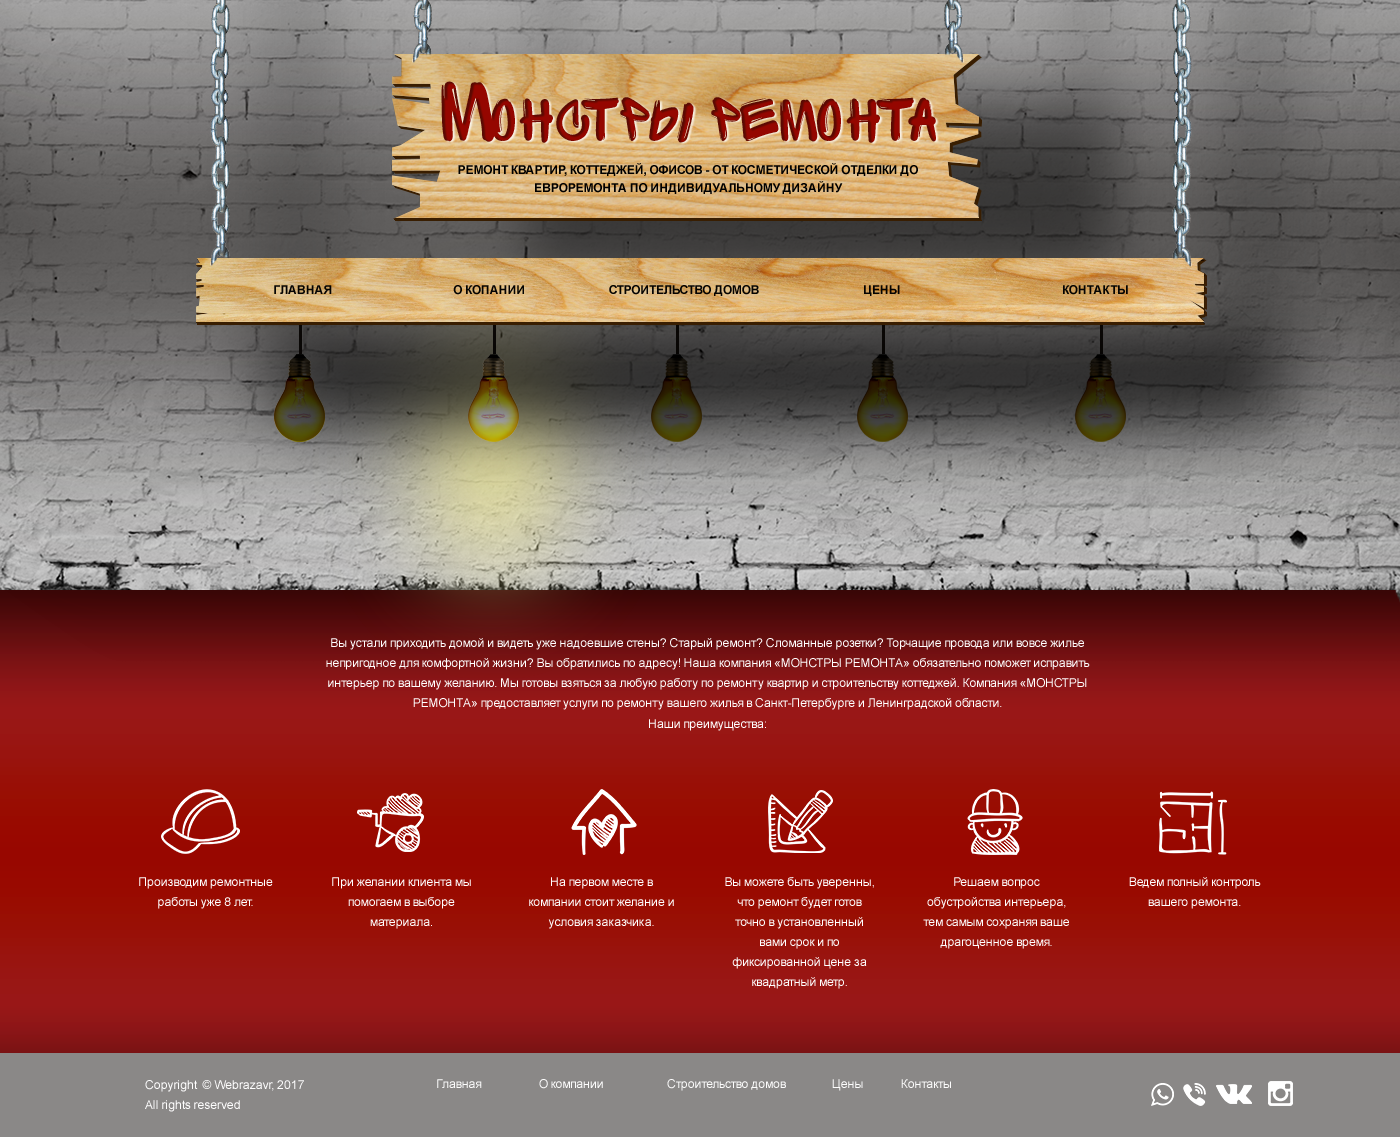 Монстры ремонта
РЕМОНТ КВАРТИР, КОТТЕДЖЕЙ, ОФИСОВ - ОТ КОСМЕТИЧЕСКОЙ ОТДЕЛКИ ДО
ЕВРОРЕМОНТА ПО ИНДИВИДУАЛЬНОМУ ДИЗАЙНУ
ГЛАВНАЯ
О КОПАНИИ
СТРОИТЕЛЬСТВО ДОМОВ
ЦЕНЫ
КОНТАКТЫ
Вы устали приходить домой и видеть уже надоевшие стены? Старый ремонт? Сломанные розетки? Торчащие провода или вовсе жилье
непригодное для комфортной жизни? Вы обратились по адресу! Наша компания «МОНСТРЫ РЕМОНТА» обязательно поможет исправить
интерьер по вашему желанию. Мы готовы взяться за любую работу по ремонту квартир и строительству коттеджей. Компания «МОНСТРЫ
РЕМОНТА» предоставляет услуги по ремонту вашего жилья в Санкт-Петербурге и Ленинградской области.
Наши преимущества:
Производим ремонтные
работы уже 8 лет.
При желании клиента мы
помогаем в выборе
материала.
На первом месте в
компании стоит желание и
условия заказчика.
Вы можете быть уверенны,
что ремонт будет готов
точно в установленный
вами срок и по
фиксированной цене за
квадратный метр.
Решаем вопрос
обустройства интерьера,
тем самым сохраняя ваше
драгоценное время.
Ведем полный контроль
вашего ремонта.
Copyright © Webrazavr, 2017
All rights reserved
Главная
О компании
Строительство домов
Цены
Контакты